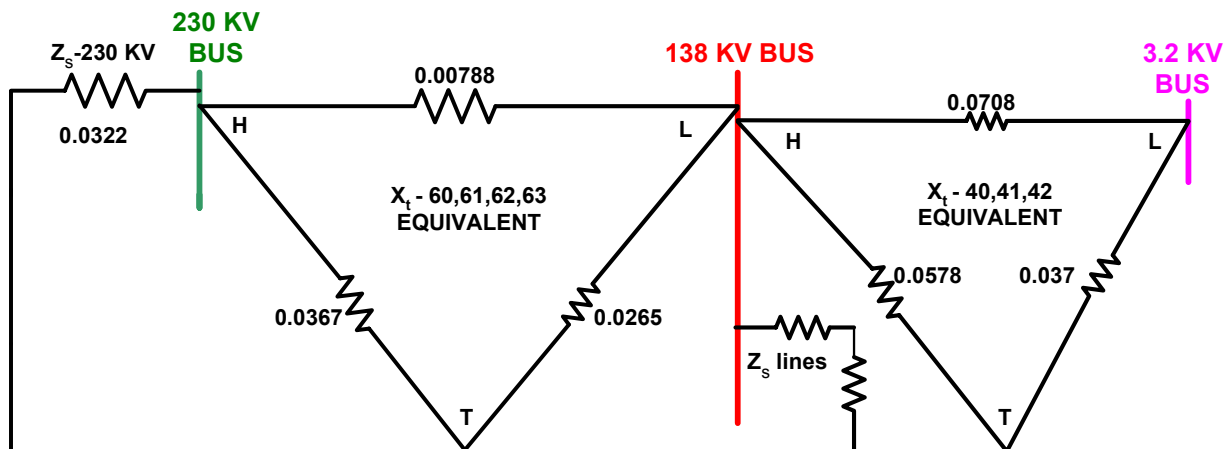 230 KV
BUS
Zs-230 KV
0.0322
138 KV BUS
3.2 KV
BUS
0.00788
0.0708
H
L
H
L
Xt - 60,61,62,63
EQUIVALENT
Xt - 40,41,42
EQUIVALENT
0.0367
0.0265
0.0578
0.037
Zs lines
T
T